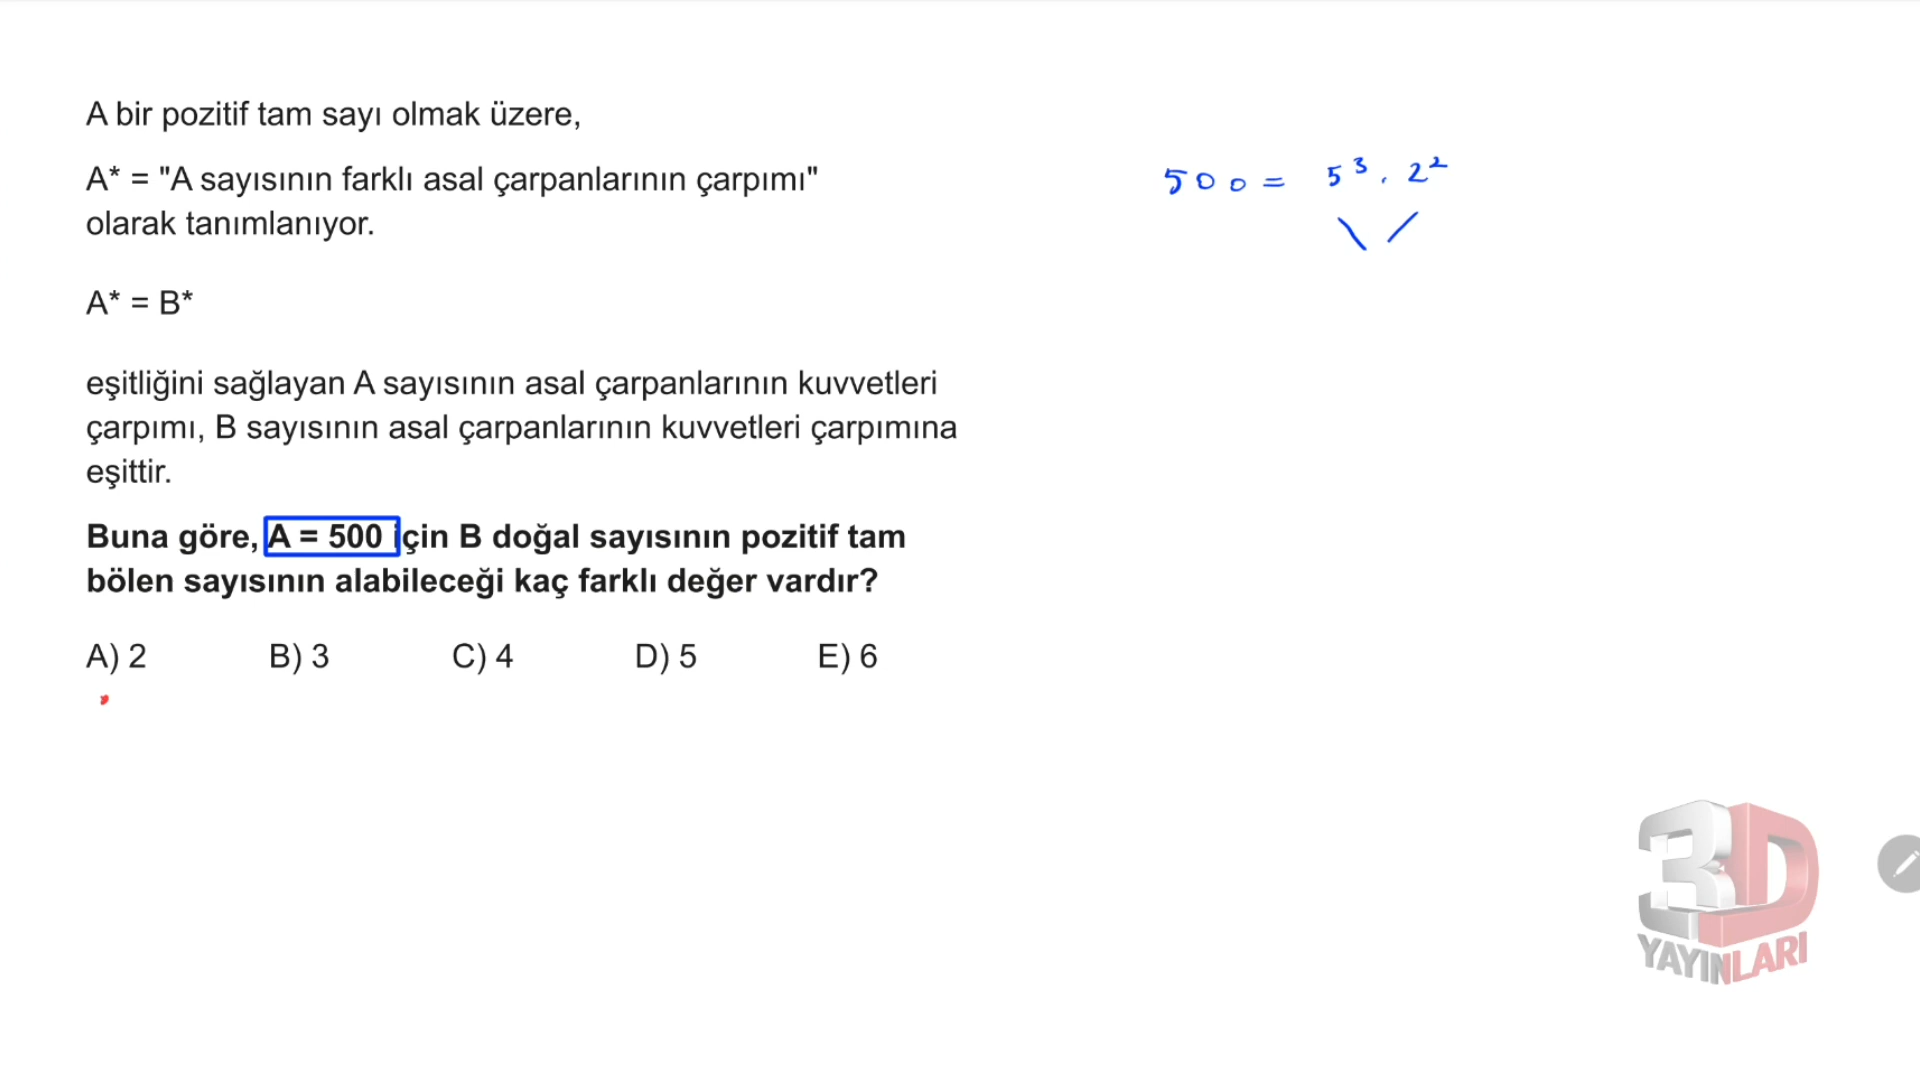 A bir pozitif tam sayı olmak üzere,
A* = "A sayısının farklı asal çarpanlarının çarpımı"
olarak tanımlanıyor.
A* = B*
eşitliğini sağlayan A sayısının asal çarpanlarının kuvvetleri
çarpımı, B sayısının asal çarpanlarının kuvvetleri çarpımına
eşittir.
Buna göre, A = 500 için B doğal sayısının pozitif tam
bölen sayısının alabileceği kaç farklı değer vardır?
A) 2 B) 3 C) 4 D) 5 E) 6
500 = 5³ . 2²
3D
YAYINLARI